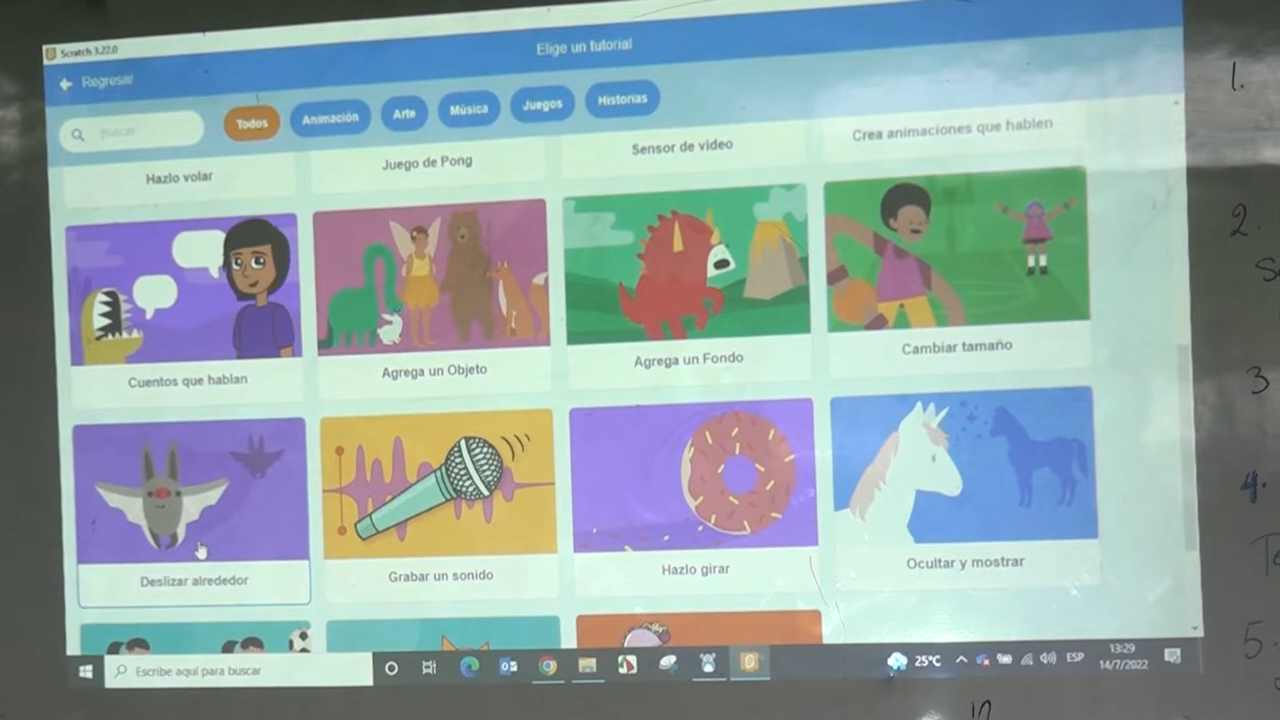 Scratch 3.22.0
Elige un tutorial
Regresar
Buscar
Todos
Animación
Arte
Música
Juegos
Historias
Hazlo volar
Juego de Pong
Sensor de video
Crea animaciones que hablen
Cuentos que hablan
Agrega un Objeto
Agrega un Fondo
Cambiar tamaño
Deslizar alrededor
Grabar un sonido
Hazlo girar
Ocultar y mostrar
Escribe aquí para buscar
25°C
ESP
13:29
14/7/2022
1.
2.
3
4.
5.